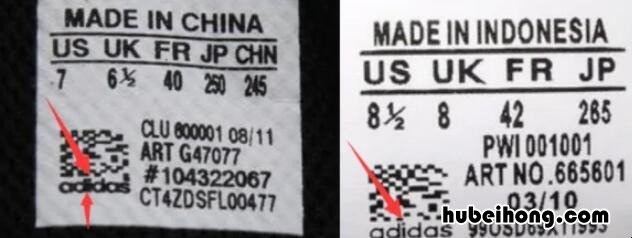 MADE IN CHINA
US UK FR JP CHN
7 6½ 40 250 245
CLU 600001 08/11
ART G47077
#104322067
adidas
CT4ZDSFL00477
MADE IN INDONESIA
US UK FR JP
8½ 8 42 265
PWI 001001
ART NO. 665601
03/10
adidas
hubeihong.com